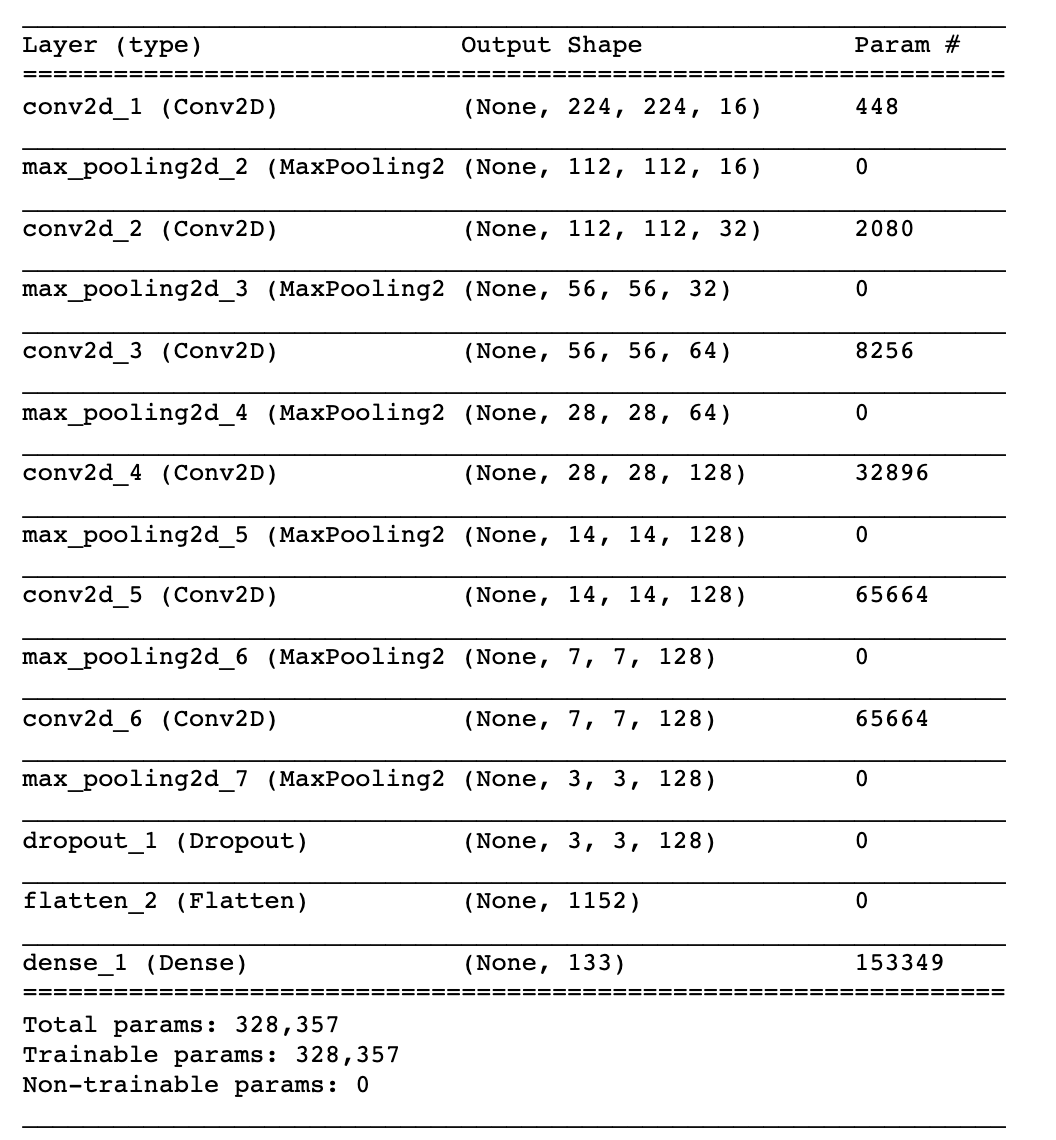 Layer (type) Output Shape Param #
=================================================================
conv2d_1 (Conv2D) (None, 224, 224, 16) 448
max_pooling2d_2 (MaxPooling2 (None, 112, 112, 16) 0
conv2d_2 (Conv2D) (None, 112, 112, 32) 2080
max_pooling2d_3 (MaxPooling2 (None, 56, 56, 32) 0
conv2d_3 (Conv2D) (None, 56, 56, 64) 8256
max_pooling2d_4 (MaxPooling2 (None, 28, 28, 64) 0
conv2d_4 (Conv2D) (None, 28, 28, 128) 32896
max_pooling2d_5 (MaxPooling2 (None, 14, 14, 128) 0
conv2d_5 (Conv2D) (None, 14, 14, 128) 65664
max_pooling2d_6 (MaxPooling2 (None, 7, 7, 128) 0
conv2d_6 (Conv2D) (None, 7, 7, 128) 65664
max_pooling2d_7 (MaxPooling2 (None, 3, 3, 128) 0
dropout_1 (Dropout) (None, 3, 3, 128) 0
flatten_2 (Flatten) (None, 1152) 0
dense_1 (Dense) (None, 133) 153349
=================================================================
Total params: 328,357
Trainable params: 328,357
Non-trainable params: 0